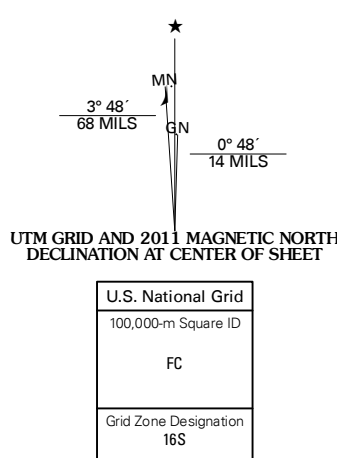 ★
MN
3° 48´
68 MILS
GN
0° 48´
14 MILS
UTM GRID AND 2011 MAGNETIC NORTH
DECLINATION AT CENTER OF SHEET
U.S. National Grid
100,000-m Square ID
FC
Grid Zone Designation
16S